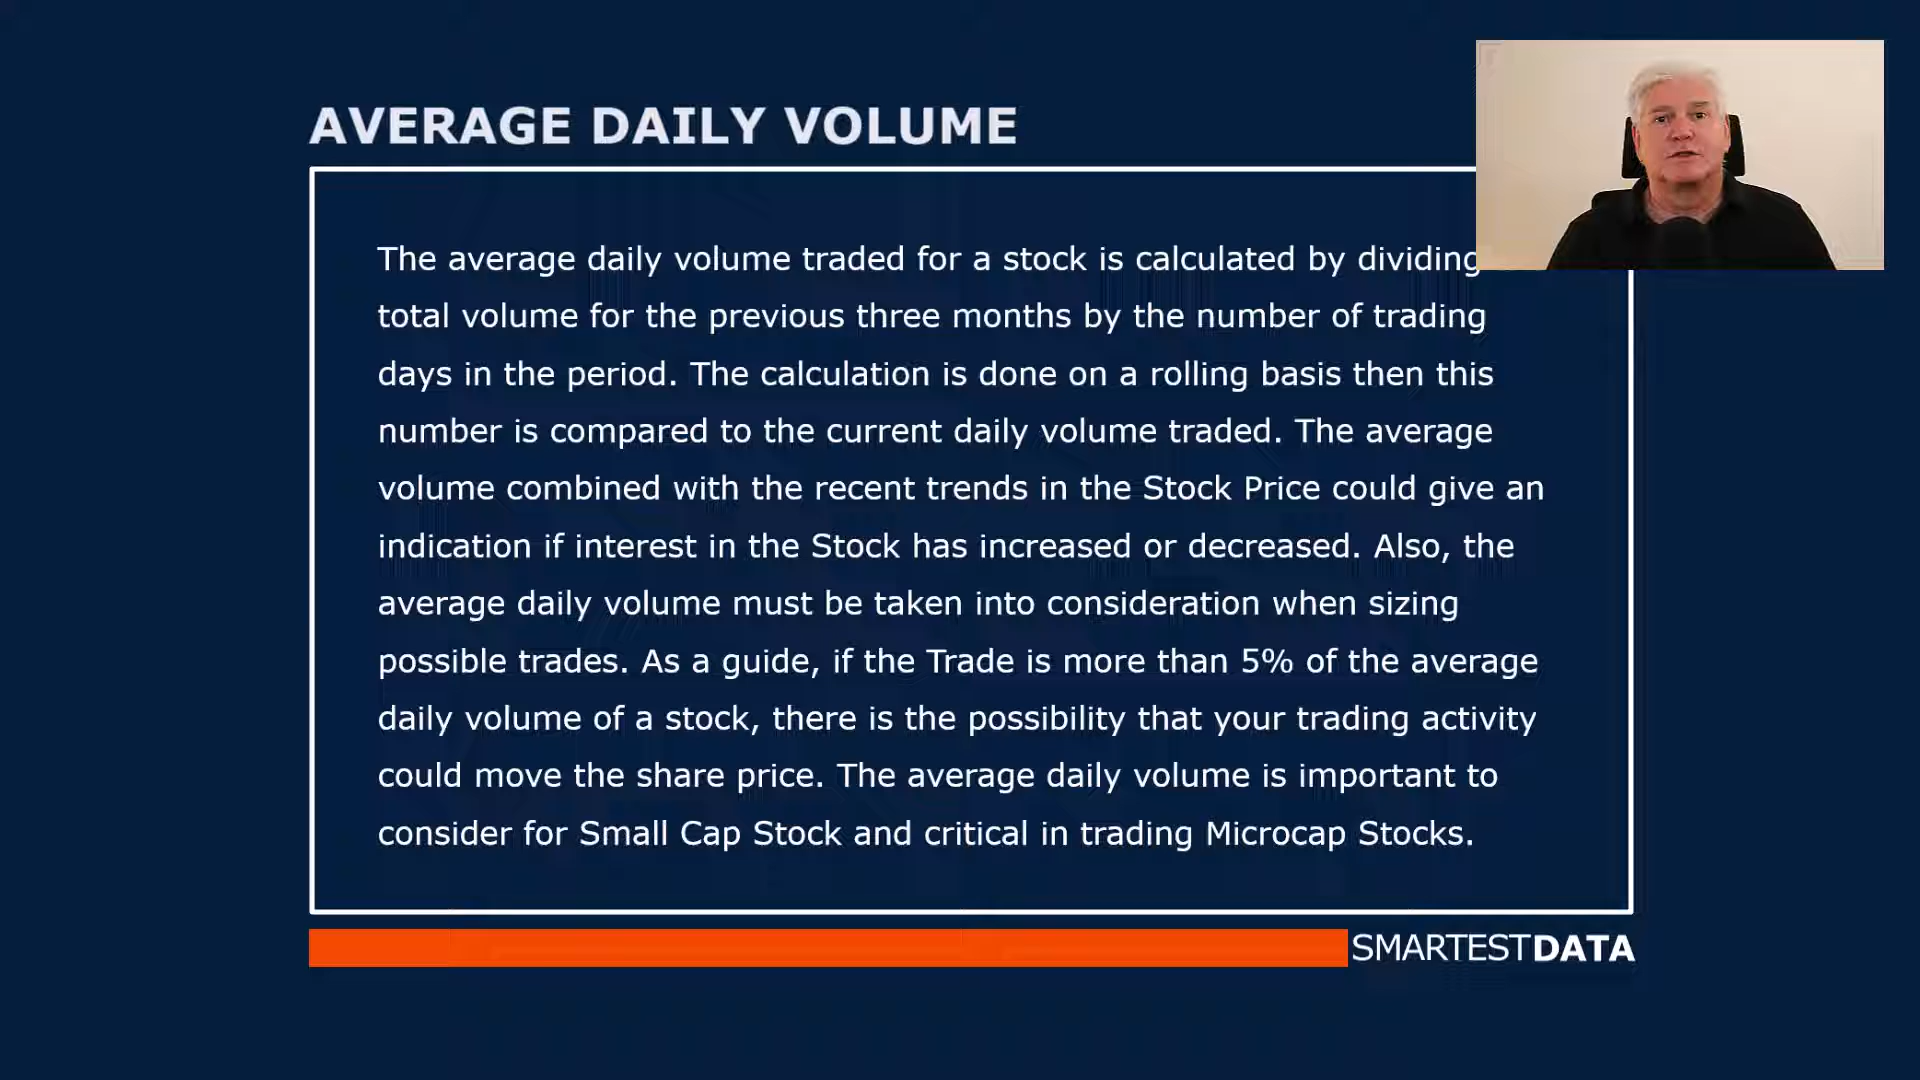 AVERAGE DAILY VOLUME
The average daily volume traded for a stock is calculated by dividing
total volume for the previous three months by the number of trading
days in the period. The calculation is done on a rolling basis then this
number is compared to the current daily volume traded. The average
volume combined with the recent trends in the Stock Price could give an
indication if interest in the Stock has increased or decreased. Also, the
average daily volume must be taken into consideration when sizing
possible trades. As a guide, if the Trade is more than 5% of the average
daily volume of a stock, there is the possibility that your trading activity
could move the share price. The average daily volume is important to
consider for Small Cap Stock and critical in trading Microcap Stocks.
SMARTESTDATA